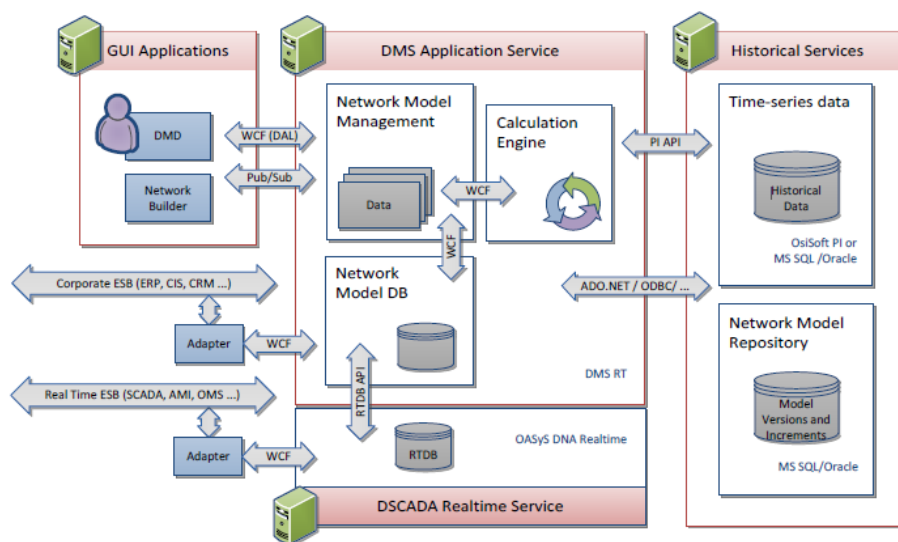 GUI Applications
DMD
Network
Builder
WCF (DAL)
Pub/Sub
DMS Application Service
Network Model
Management
Data
WCF
Calculation
Engine
WCF
Network
Model DB
DMS RT
PI API
ADO.NET / ODBC/ ...
Historical Services
Time-series data
Historical
Data
OsiSoft PI or
MS SQL /Oracle
Network Model
Repository
Model
Versions and
Increments
MS SQL/Oracle
Corporate ESB (ERP, CIS, CRM ...)
Adapter
WCF
Real Time ESB (SCADA, AMI, OMS ...)
Adapter
WCF
RTDB API
OASyS DNA Realtime
RTDB
DSCADA Realtime Service